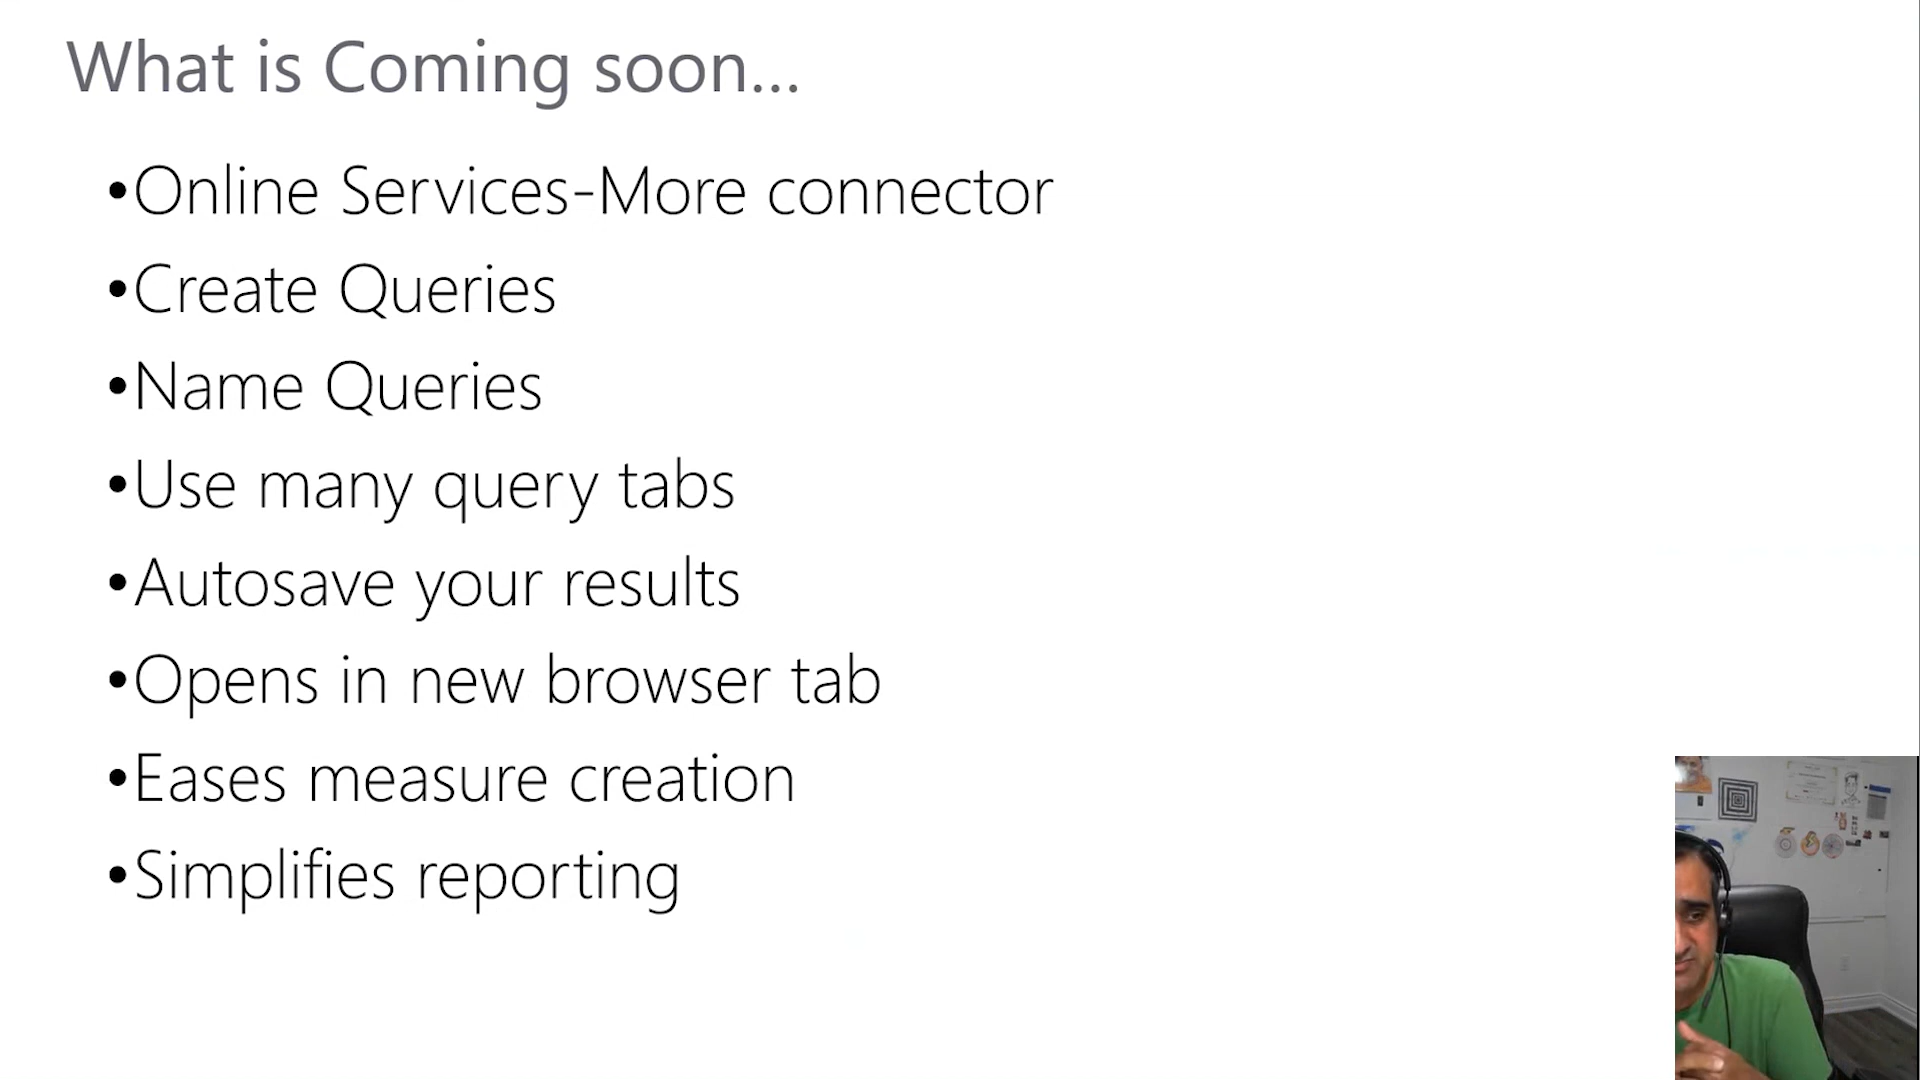 What is Coming soon...
•Online Services-More connector
•Create Queries
•Name Queries
•Use many query tabs
•Autosave your results
•Opens in new browser tab
•Eases measure creation
•Simplifies reporting